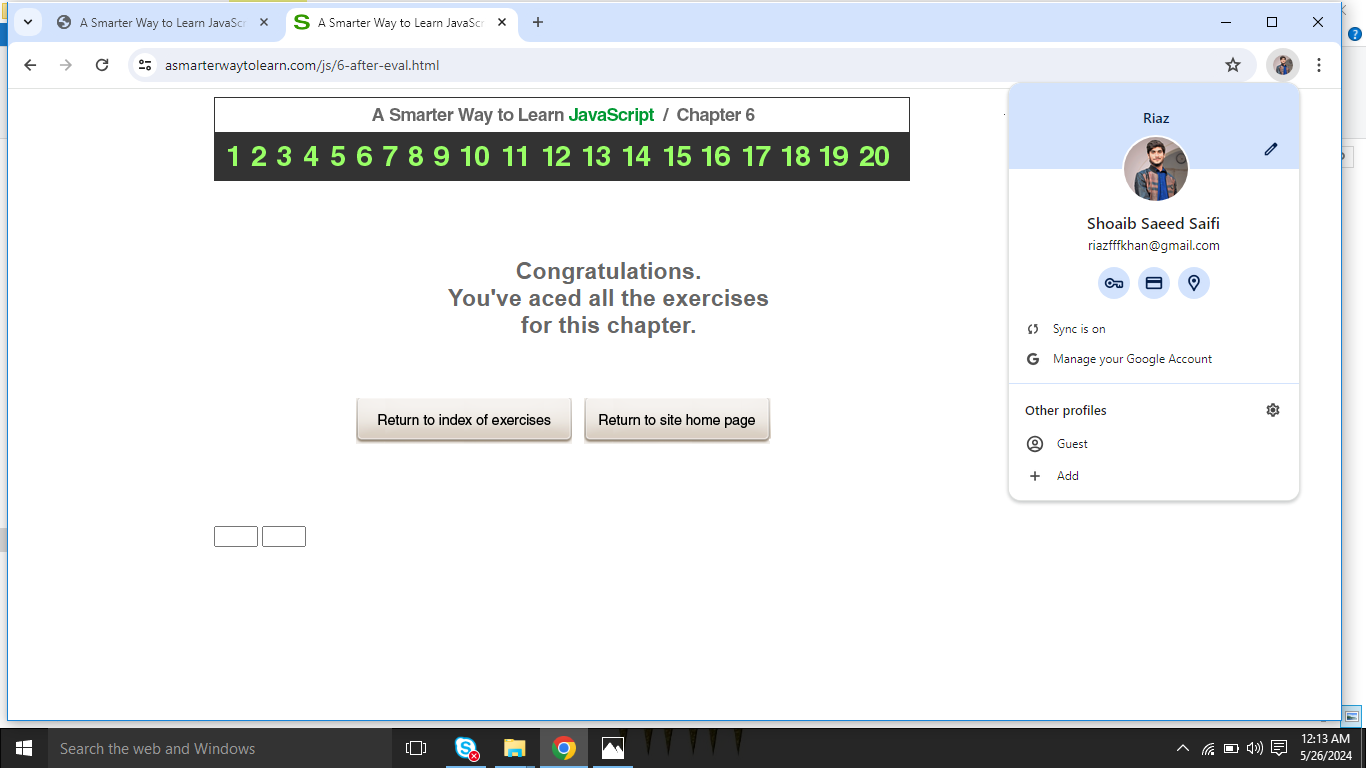 A Smarter Way to Learn JavaSc
A Smarter Way to Learn JavaSc
asmarterwaytolearn.com/js/6-after-eval.html
A Smarter Way to Learn JavaScript / Chapter 6
1 2 3 4 5 6 7 8 9 10 11 12 13 14 15 16 17 18 19 20
Congratulations.
You've aced all the exercises
for this chapter.
Return to index of exercises
Return to site home page
Riaz
Shoaib Saeed Saifi
riazfffkhan@gmail.com
Sync is on
Manage your Google Account
Other profiles
Guest
Add
Search the web and Windows
12:13 AM
5/26/2024